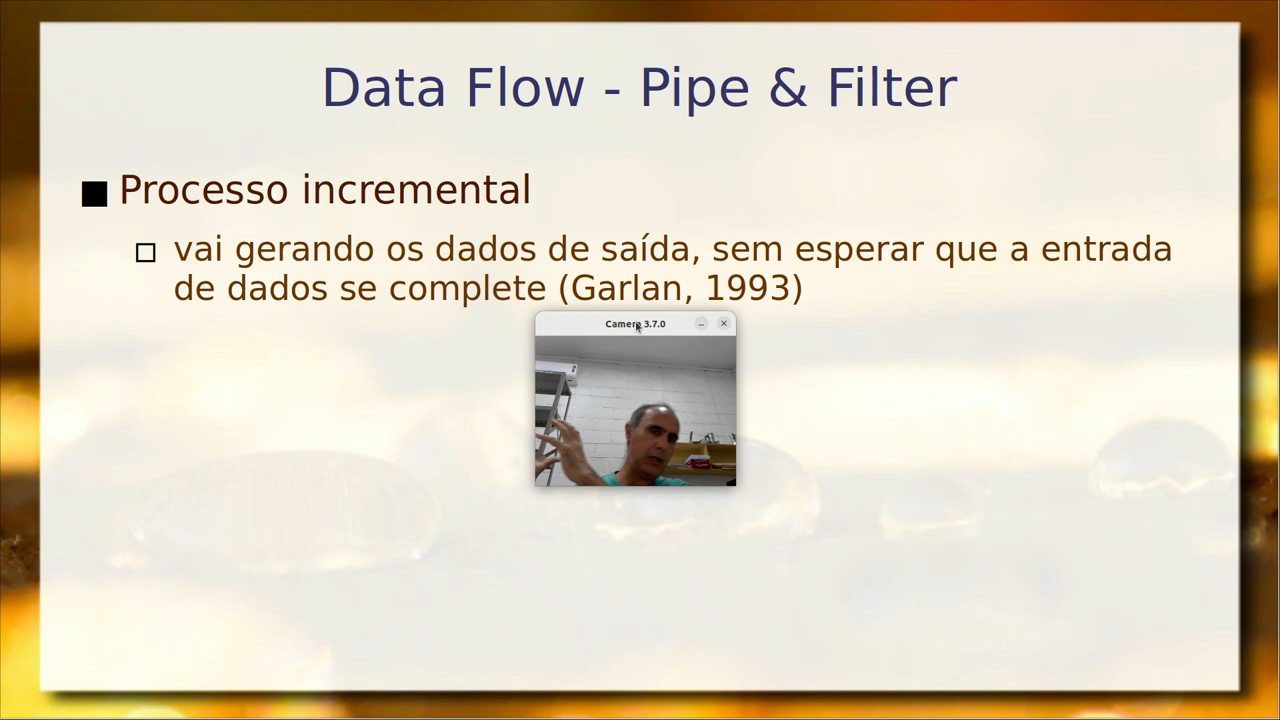 Data Flow - Pipe & Filter
Processo incremental
vai gerando os dados de saída, sem esperar que a entrada
de dados se complete (Garlan, 1993)
Camera 3.7.0